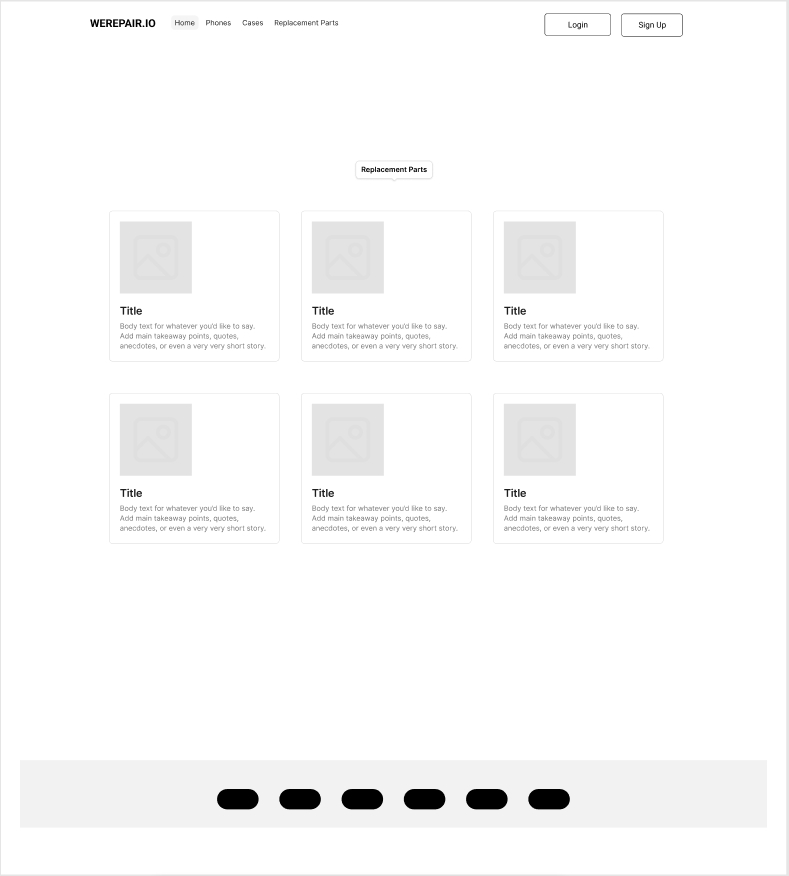 WEREPAIR.IO Home Phones Cases Replacement Parts Login Sign Up
Replacement Parts
Title
Body text for whatever you'd like to say.
Add main takeaway points, quotes,
anecdotes, or even a very very short story.
Title
Body text for whatever you'd like to say.
Add main takeaway points, quotes,
anecdotes, or even a very very short story.
Title
Body text for whatever you'd like to say.
Add main takeaway points, quotes,
anecdotes, or even a very very short story.
Title
Body text for whatever you'd like to say.
Add main takeaway points, quotes,
anecdotes, or even a very very short story.
Title
Body text for whatever you'd like to say.
Add main takeaway points, quotes,
anecdotes, or even a very very short story.
Title
Body text for whatever you'd like to say.
Add main takeaway points, quotes,
anecdotes, or even a very very short story.